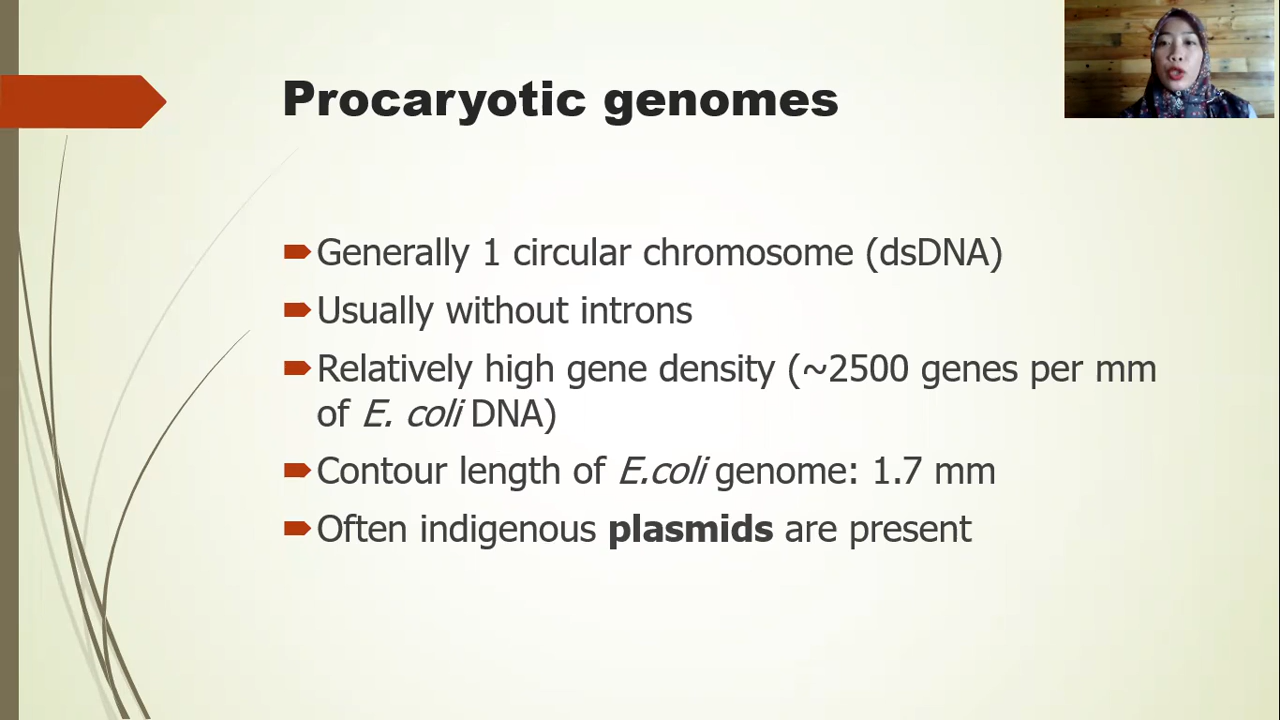 Procaryotic genomes
Generally 1 circular chromosome (dsDNA)
Usually without introns
Relatively high gene density (~2500 genes per mm
of E. coli DNA)
Contour length of E.coli genome: 1.7 mm
Often indigenous plasmids are present